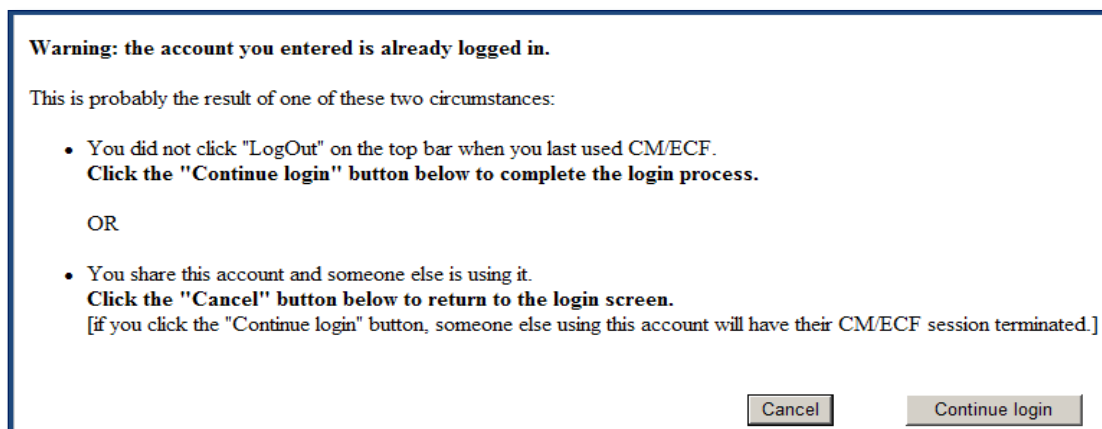 Warning: the account you entered is already logged in.
This is probably the result of one of these two circumstances:
• You did not click "LogOut" on the top bar when you last used CM/ECF.
Click the "Continue login" button below to complete the login process.
OR
• You share this account and someone else is using it.
Click the "Cancel" button below to return to the login screen.
[if you click the "Continue login" button, someone else using this account will have their CM/ECF session terminated.]
Cancel Continue login